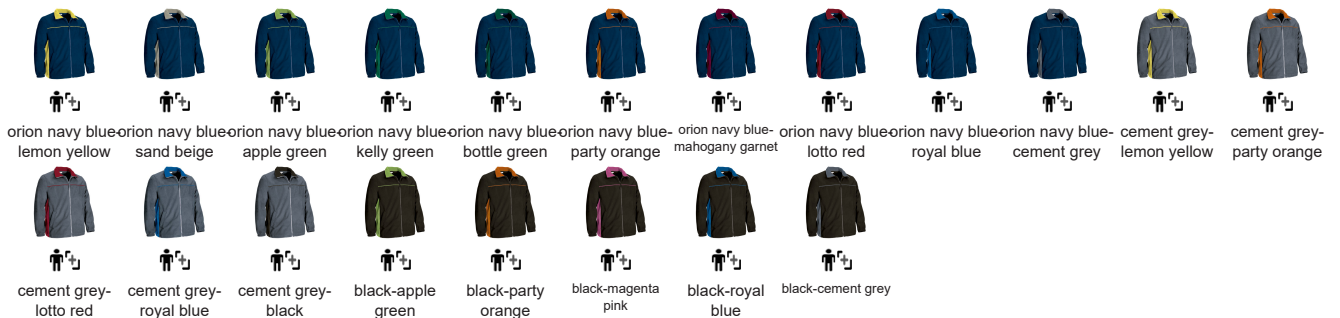 orion navy blue- orion navy blue- orion navy blue- orion navy blue- orion navy blue- orion navy blue- orion navy blue- orion navy blue- orion navy blue- orion navy blue- cement grey- cement grey-
lemon yellow sand beige apple green kelly green bottle green party orange mahogany garnet lotto red royal blue cement grey lemon yellow party orange
cement grey- cement grey- cement grey- black-apple black-party black-magenta black-royal black-cement grey
lotto red royal blue black green orange pink blue